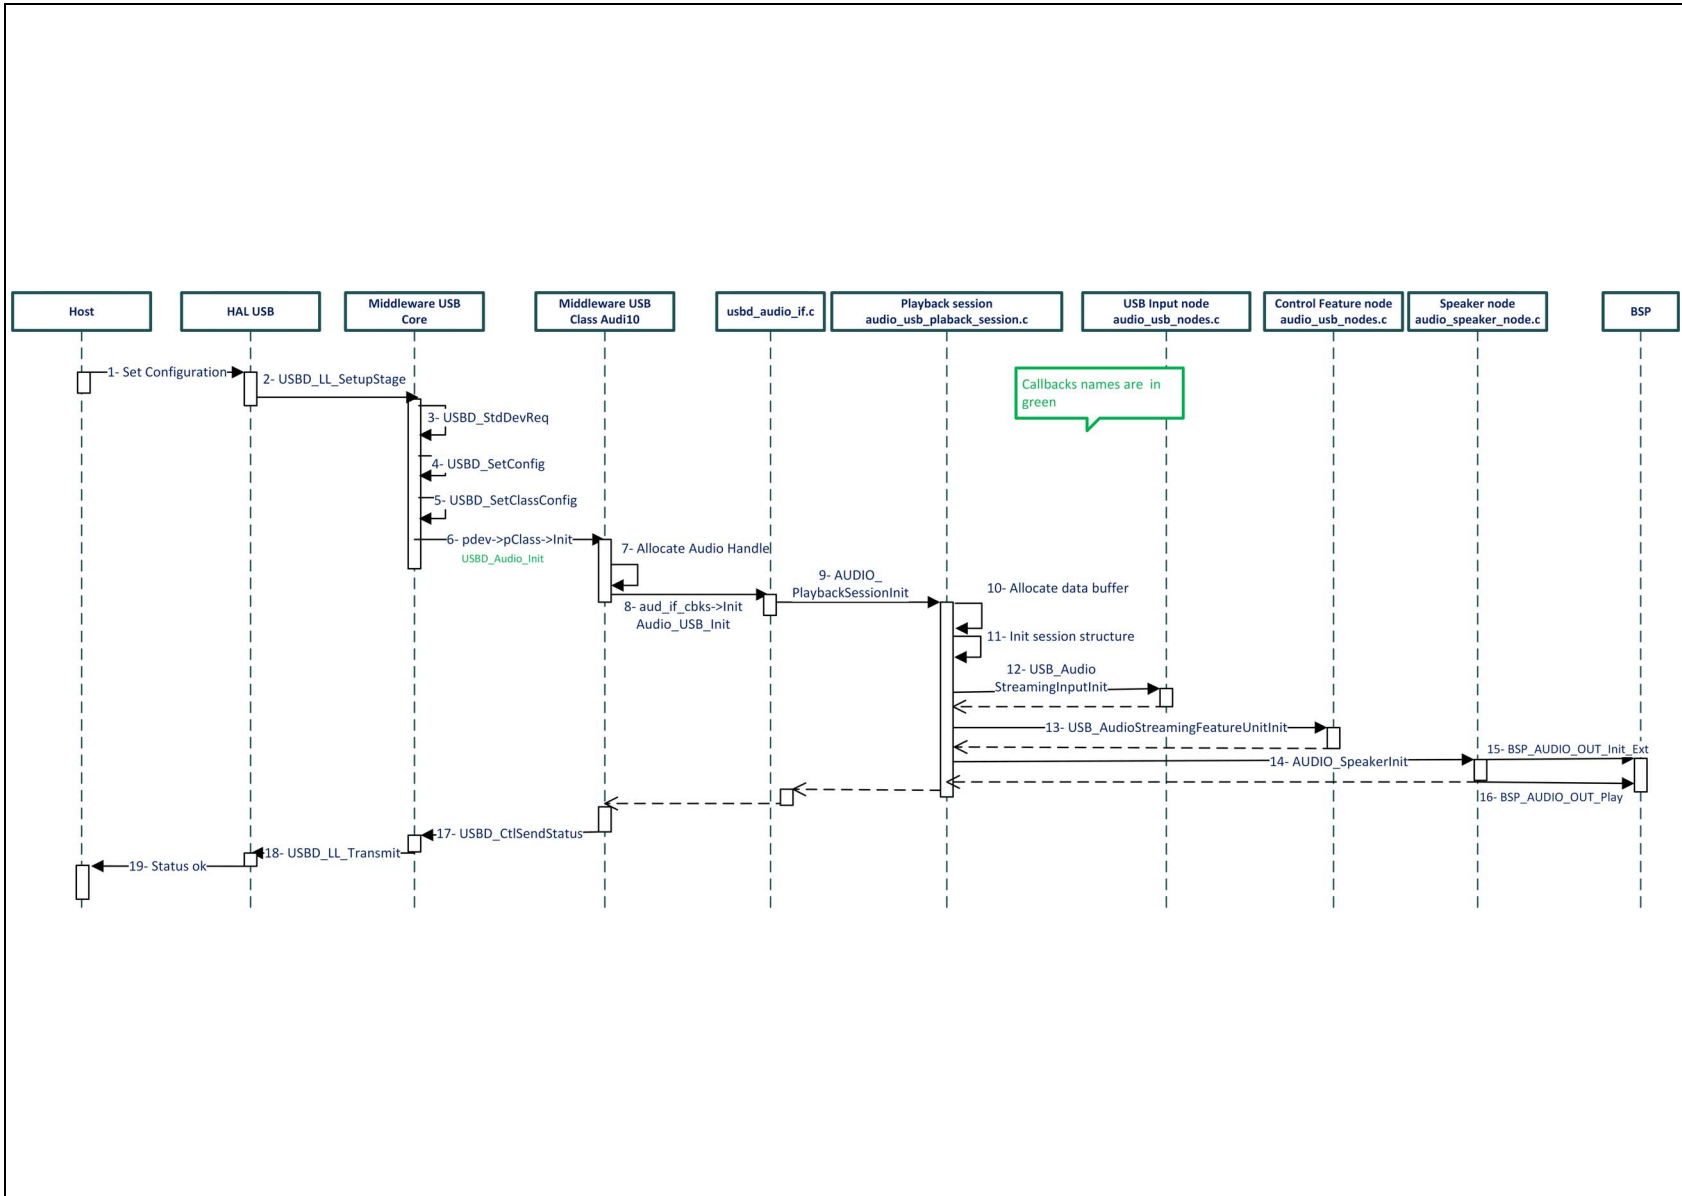 Host
HAL USB
Middleware USB
Core
Middleware USB
Class Audi10
usbd_audio_if.c
Playback session
audio_usb_plaback_session.c
USB Input node
audio_usb_nodes.c
Control Feature node
audio_usb_nodes.c
Speaker node
audio_speaker_node.c
BSP
1- Set Configuration
2- USBD_LL_SetupStage
Callbacks names are in
green
3- USBD_StdDevReq
4- USBD_SetConfig
5- USBD_SetClassConfig
6- pdev->pClass->Init
USBD_Audio_Init
7- Allocate Audio Handle
8- aud_if_cbks->Init
Audio_USB_Init
9- AUDIO_
PlaybackSessionInit
10- Allocate data buffer
11- Init session structure
12- USB_Audio
StreamingInputInit
13- USB_AudioStreamingFeatureUnitInit
14- AUDIO_SpeakerInit
15- BSP_AUDIO_OUT_Init_Ext
16- BSP_AUDIO_OUT_Play
17- USBD_CtlSendStatus
18- USBD_LL_Transmit
19- Status ok